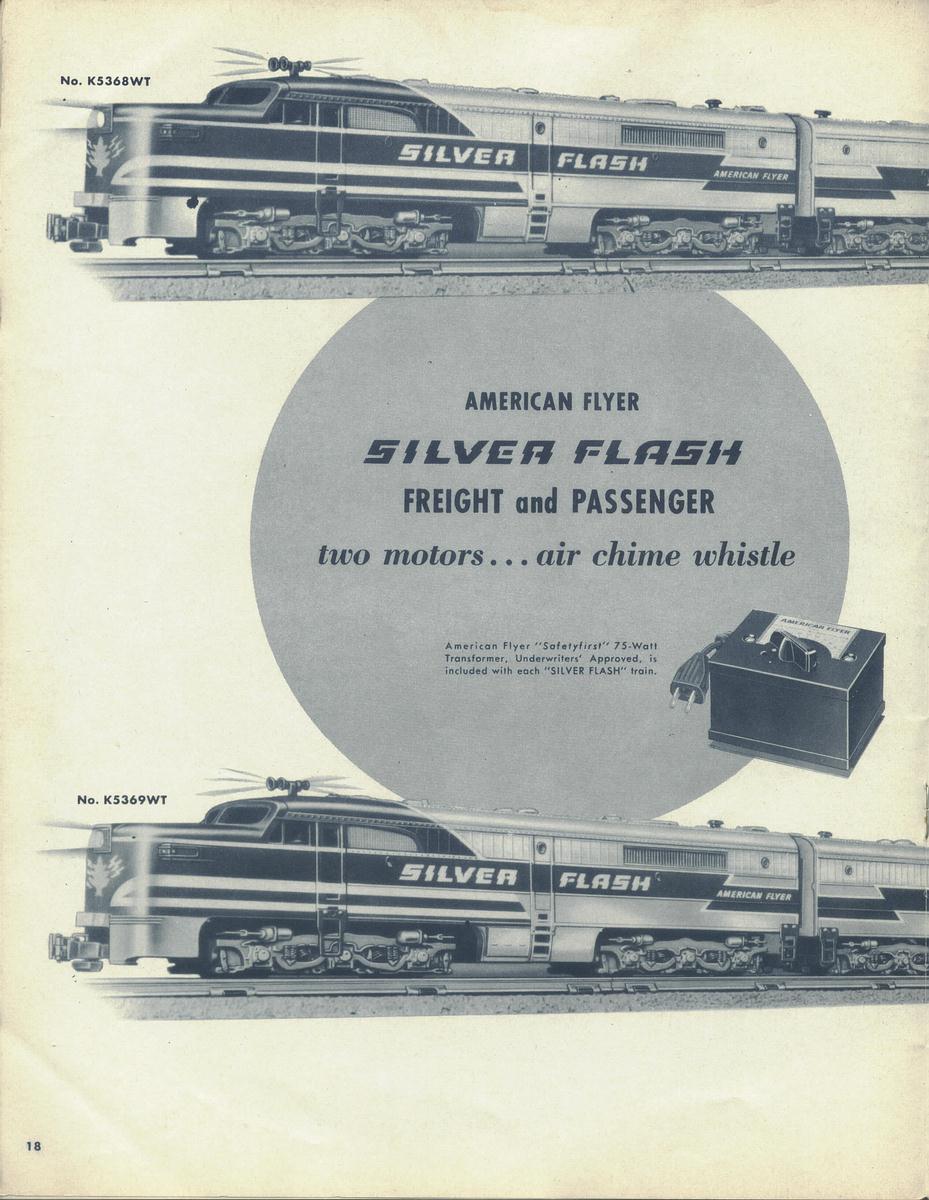 No. K5368WT
SILVER FLASH
AMERICAN FLYER
AMERICAN FLYER
SILVER FLASH
FREIGHT and PASSENGER
two motors... air chime whistle
American Flyer "Safetyfirst" 75-Watt
Transformer, Underwriters' Approved, is
included with each "SILVER FLASH" train.
AMERICAN FLYER
No. K5369WT
SILVER FLASH
AMERICAN FLYER
18